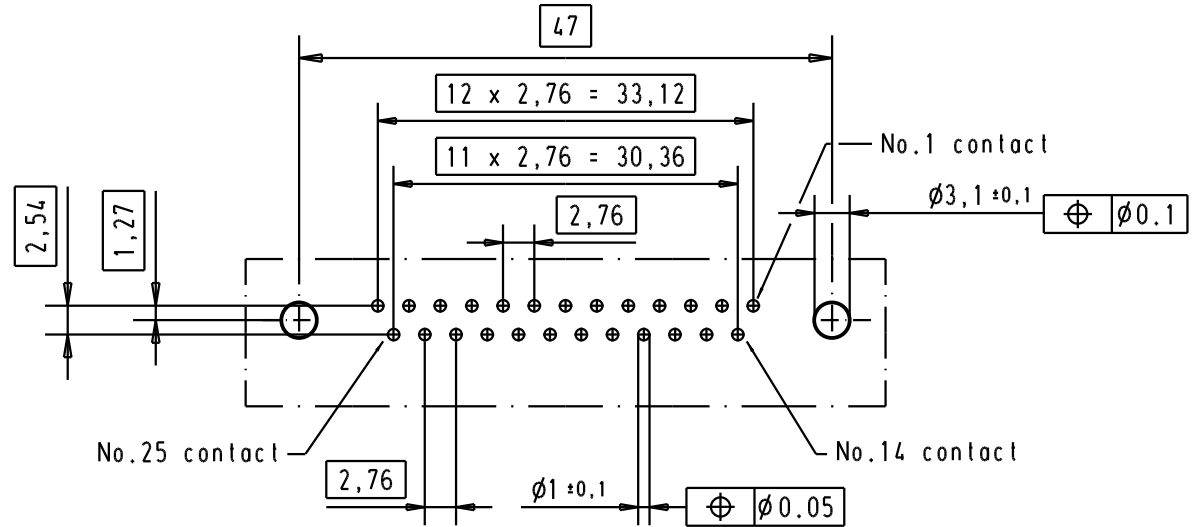 47
12 x 2,76 = 33,12
11 x 2,76 = 30,36
No.1 contact
2,54
1,27
2,76
Ø3,1 ±0,1
⌖ Ø0.1
No.25 contact
No.14 contact
2,76
Ø1 ±0,1
⌖ Ø0.05